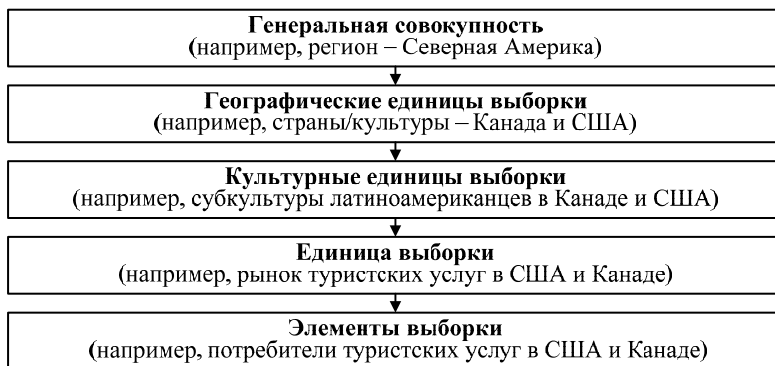 Генеральная совокупность
(например, регион – Северная Америка)
Географические единицы выборки
(например, страны/культуры – Канада и США)
Культурные единицы выборки
(например, субкультуры латиноамериканцев в Канаде и США)
Единица выборки
(например, рынок туристских услуг в США и Канаде)
Элементы выборки
(например, потребители туристских услуг в США и Канаде)